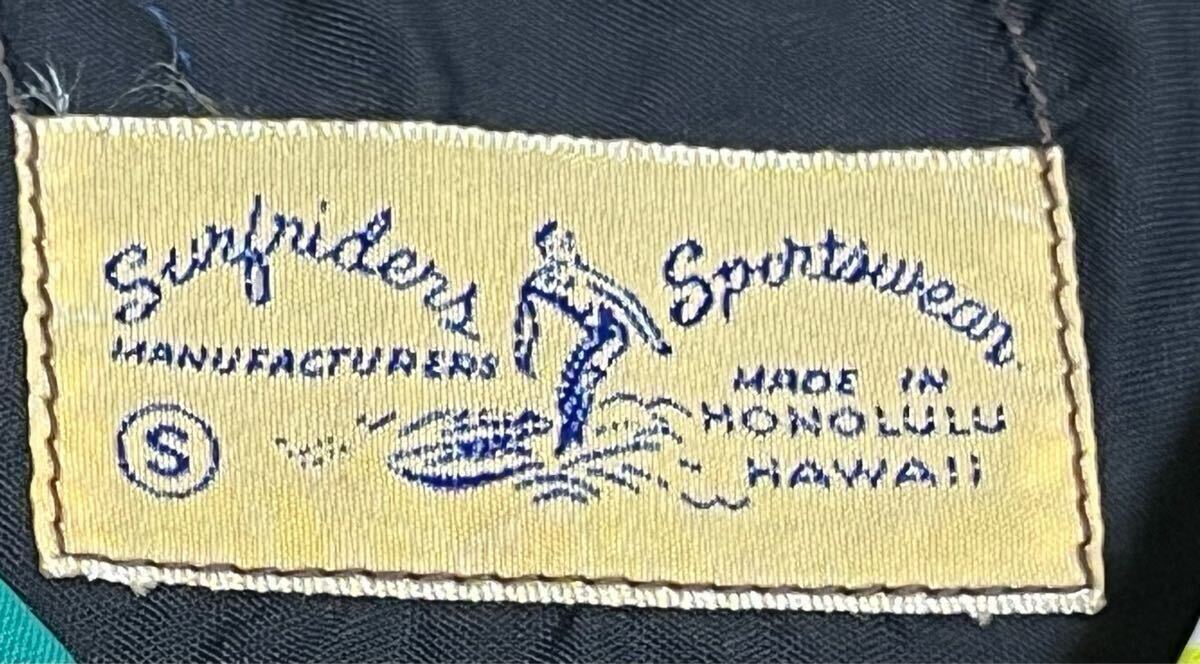 Surfriders Sportswear
MANUFACTURERS
S
MADE IN
HONOLULU
HAWAII